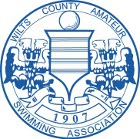 WILTS COUNTY AMATEUR
SWIMMING ASSOCIATION
1907